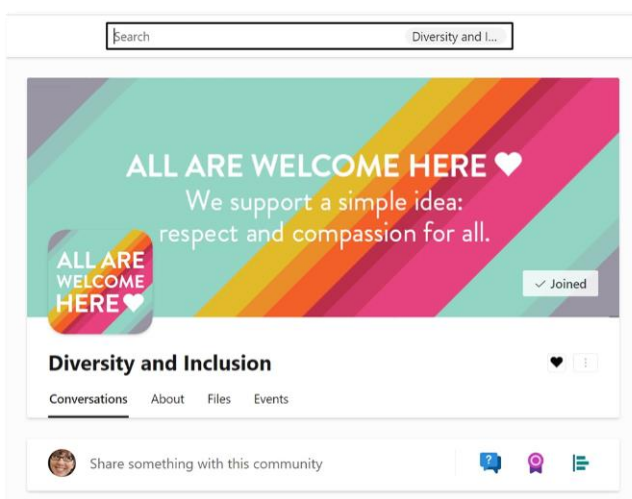 Search Diversity and I...
ALL ARE WELCOME HERE
We support a simple idea:
respect and compassion for all.
ALL ARE
WELCOME
HERE
✓ Joined
Diversity and Inclusion
Conversations About Files Events
Share something with this community
?